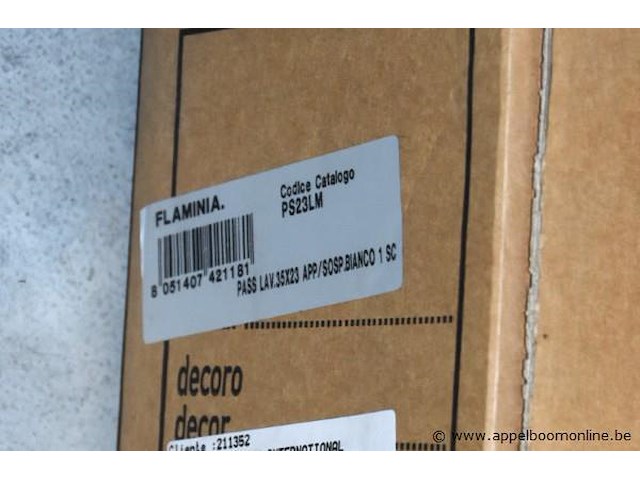 FLAMINIA.
Codice Catalogo
PS23LM
8 051407 421181
PASS LAV.35X23 APP/SOSP.BIANCO 1 SC
decoro
decor
Cliente :211352
© www.appelboomonline.be